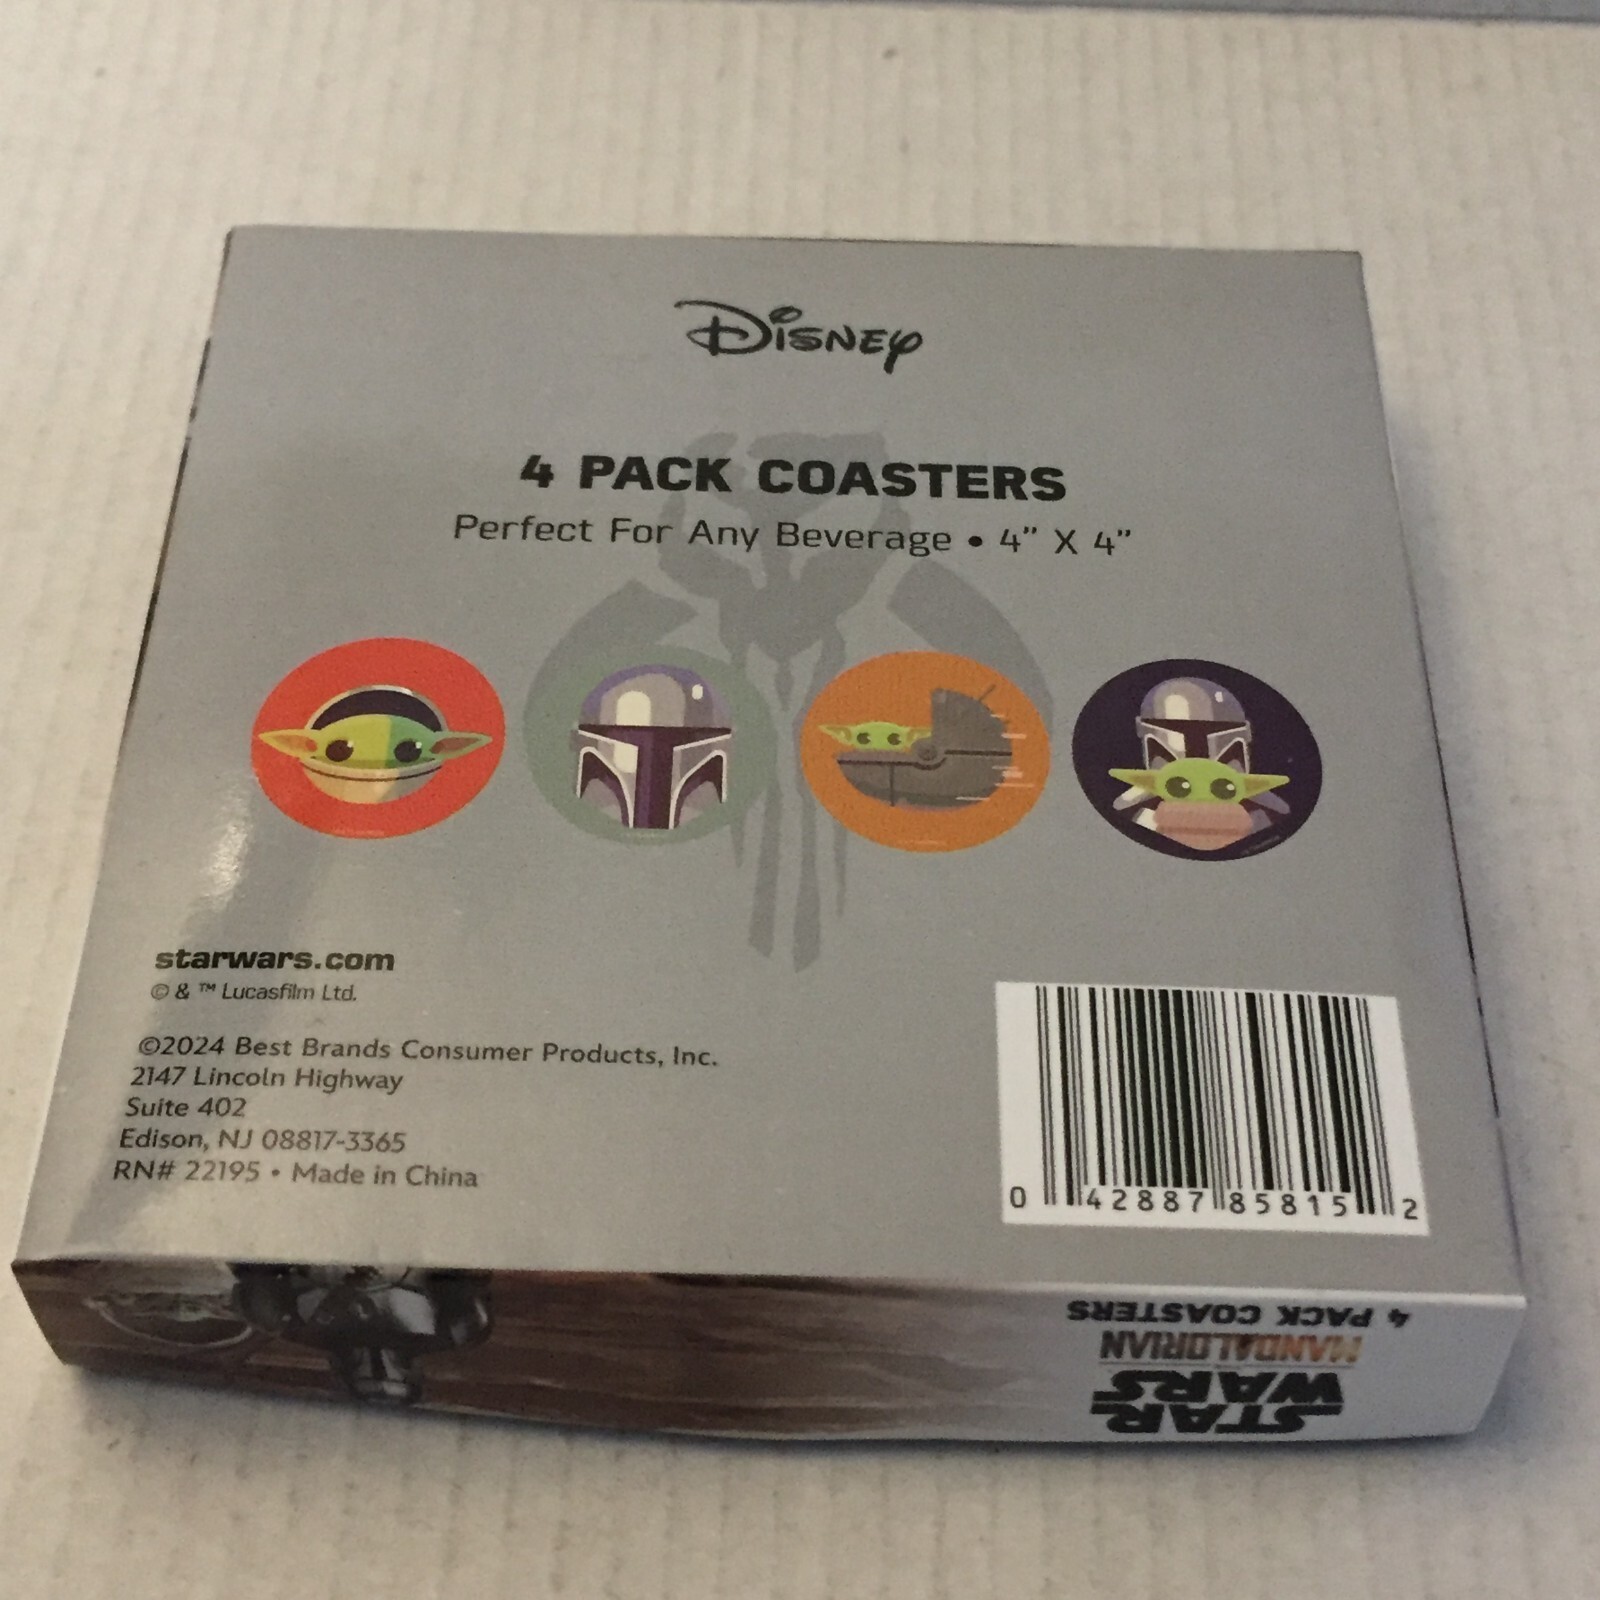 Disney
4 PACK COASTERS
Perfect For Any Beverage • 4" X 4"
starwars.com
© & ™ Lucasfilm Ltd.
©2024 Best Brands Consumer Products, Inc.
2147 Lincoln Highway
Suite 402
Edison, NJ 08817-3365
RN# 22195 • Made in China
0 42887 85815 2
STAR
WARS
MANDALORIAN
4 PACK COASTERS